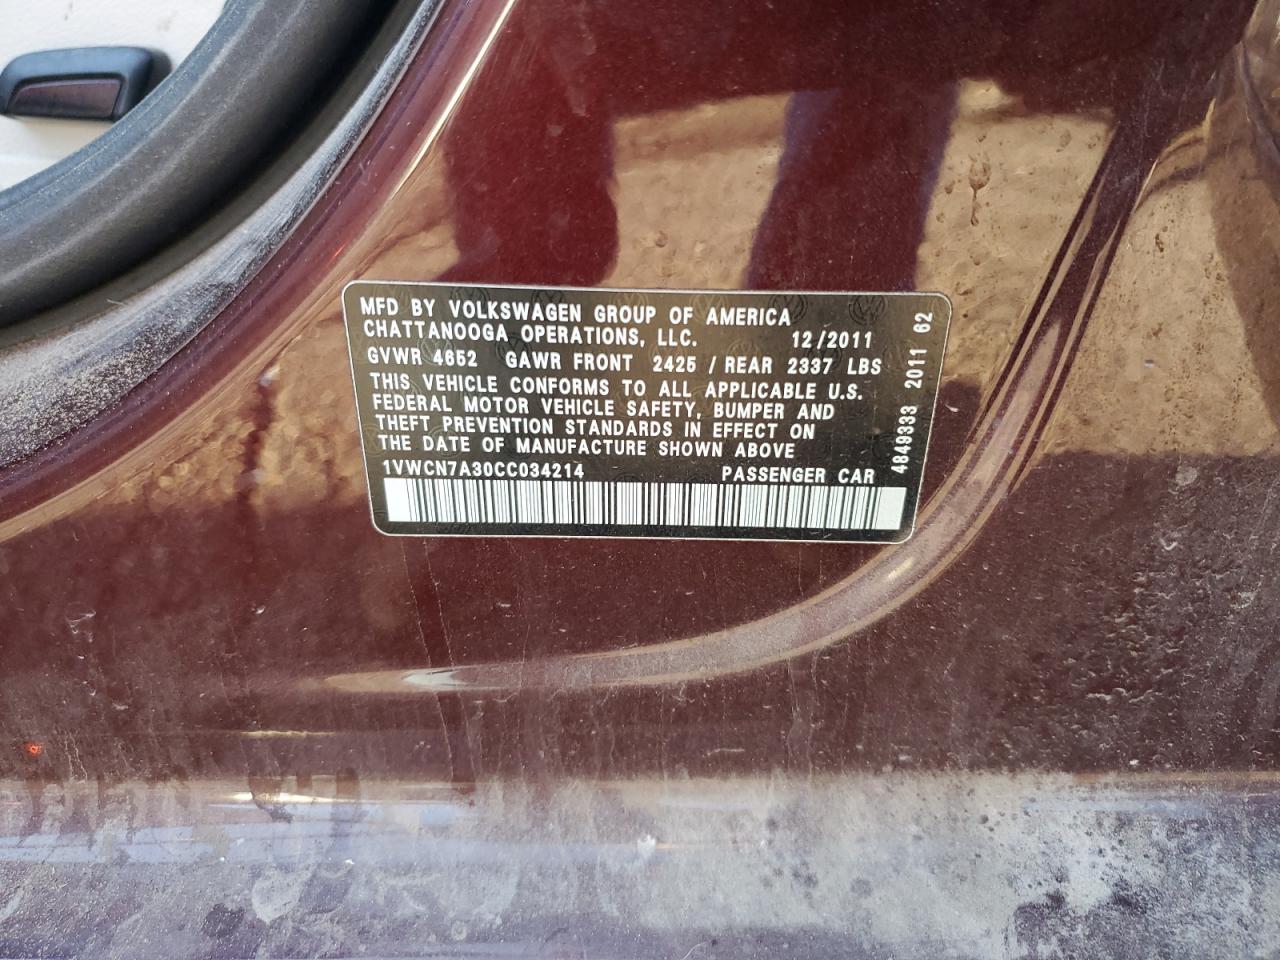 MFD BY VOLKSWAGEN GROUP OF AMERICA
CHATTANOOGA OPERATIONS, LLC. 12/2011
GVWR 4652 GAWR FRONT 2425 / REAR 2337 LBS
THIS VEHICLE CONFORMS TO ALL APPLICABLE U.S.
FEDERAL MOTOR VEHICLE SAFETY, BUMPER AND
THEFT PREVENTION STANDARDS IN EFFECT ON
THE DATE OF MANUFACTURE SHOWN ABOVE
1VWCN7A30CC034214 PASSENGER CAR
4849333 2011 62